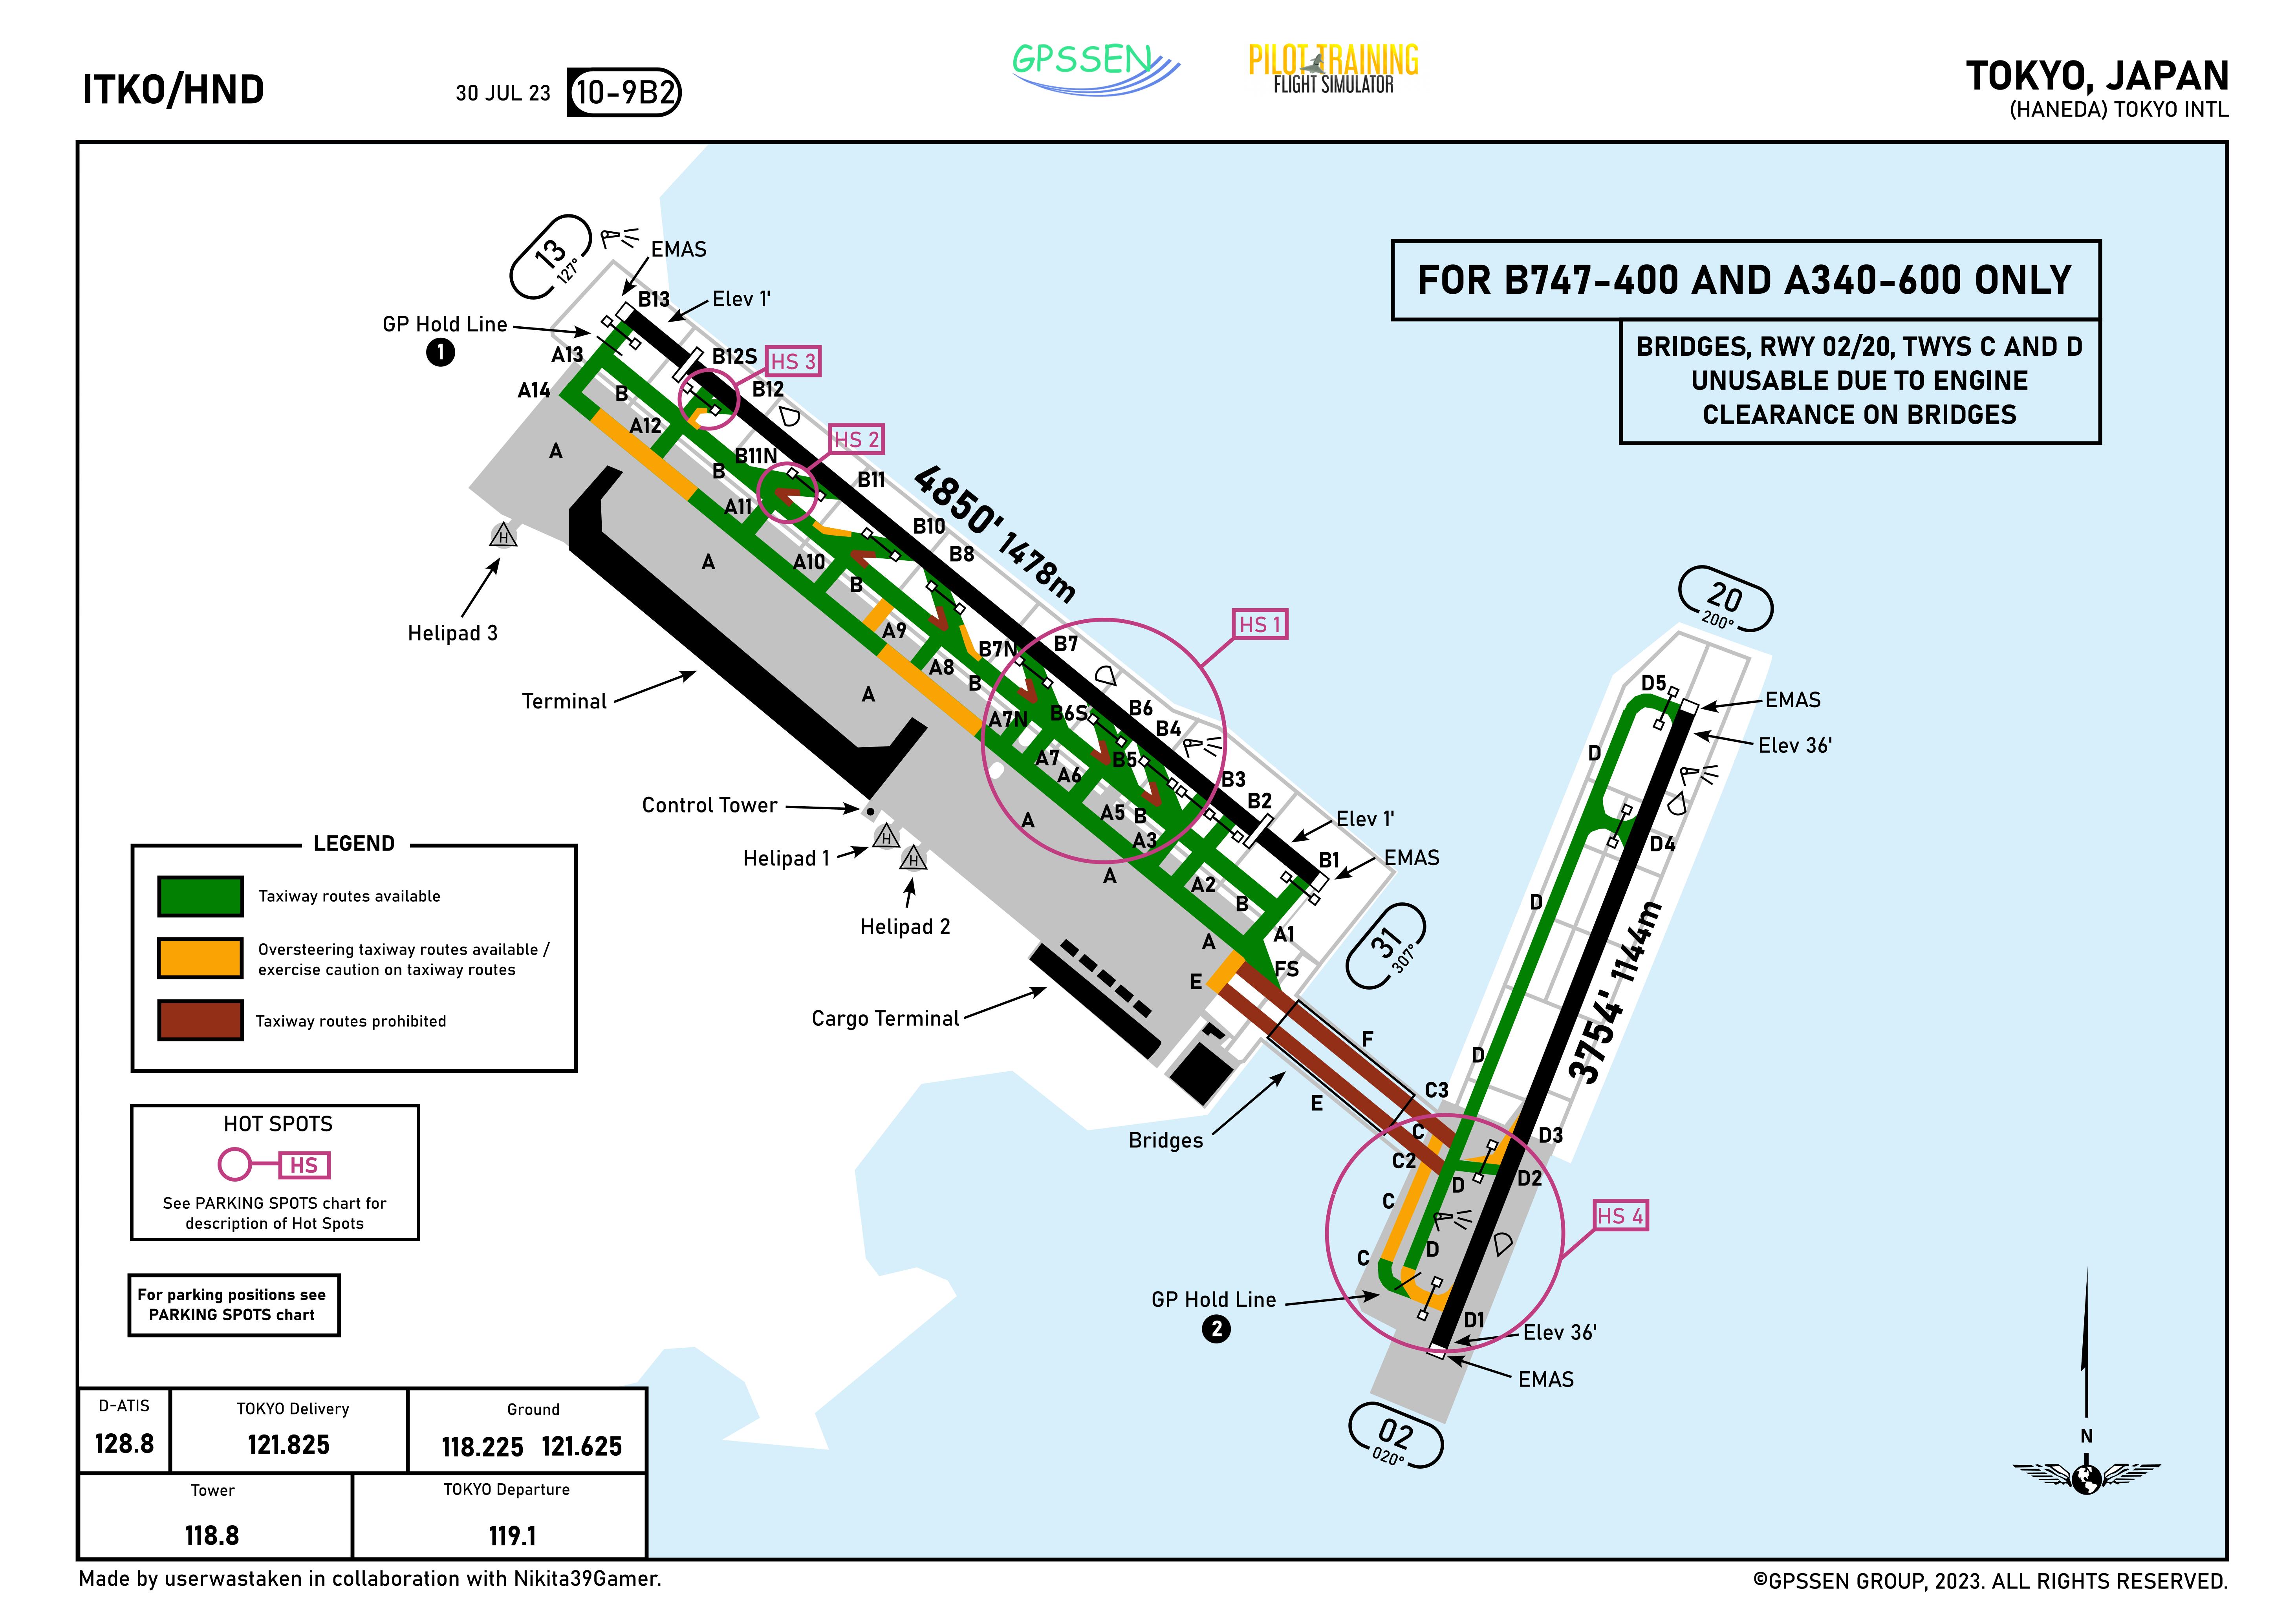 GPSSEN
PILOT TRAINING
FLIGHT SIMULATOR
ITKO/HND
30 JUL 23
10-9B2
TOKYO, JAPAN
(HANEDA) TOKYO INTL
FOR B747-400 AND A340-600 ONLY
BRIDGES, RWY 02/20, TWYS C AND D
UNUSABLE DUE TO ENGINE
CLEARANCE ON BRIDGES
13
127°
EMAS
B13
Elev 1'
GP Hold Line
1
A13
B12S
HS 3
A14
B
B12
A12
HS 2
A
B11N
B
B11
4850' 1478m
A11
B10
H
A
A10
B8
B
20
200°
Helipad 3
A9
HS 1
B7N
B7
A8
B
Terminal
A
A7N
B6S
B6
B4
D5
EMAS
Elev 36'
A7
B5
D
A6
B3
Control Tower
A
A5
B
B2
Elev 1'
H
A3
D4
Helipad 1
H
B1
EMAS
A
A2
Helipad 2
B
D
A
A1
31
307°
3754' 1144m
E
FS
Cargo Terminal
F
D
E
C3
Bridges
C
D3
C2
D2
D
C
HS 4
C
D
GP Hold Line
2
D1
Elev 36'
EMAS
02
020°
LEGEND
Taxiway routes available
Oversteering taxiway routes available /
exercise caution on taxiway routes
Taxiway routes prohibited
HOT SPOTS
HS
See PARKING SPOTS chart for
description of Hot Spots
For parking positions see
PARKING SPOTS chart
D-ATIS
128.8
TOKYO Delivery
121.825
Ground
118.225 121.625
Tower
118.8
TOKYO Departure
119.1
N
Made by userwastaken in collaboration with Nikita39Gamer.
©GPSSEN GROUP, 2023. ALL RIGHTS RESERVED.